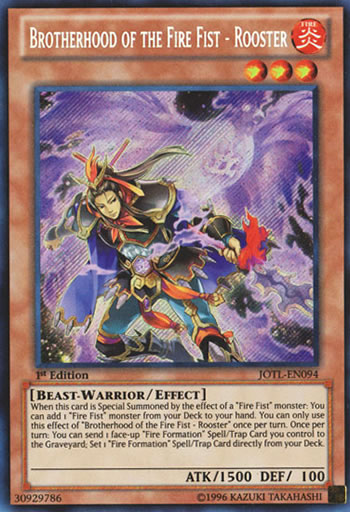 BROTHERHOOD OF THE FIRE FIST - ROOSTER
FIRE
炎
1st Edition
JOTL-EN094
[BEAST-WARRIOR/EFFECT]
When this card is Special Summoned by the effect of a "Fire Fist" monster: You
can add 1 "Fire Fist" monster from your Deck to your hand. You can only use
this effect of "Brotherhood of the Fire Fist - Rooster" once per turn. Once per
turn: You can send 1 face-up "Fire Formation" Spell/Trap Card you control to
the Graveyard; Set 1 "Fire Formation" Spell/Trap Card directly from your Deck.
ATK/1500 DEF/ 100
30929786
©1996 KAZUKI TAKAHASHI